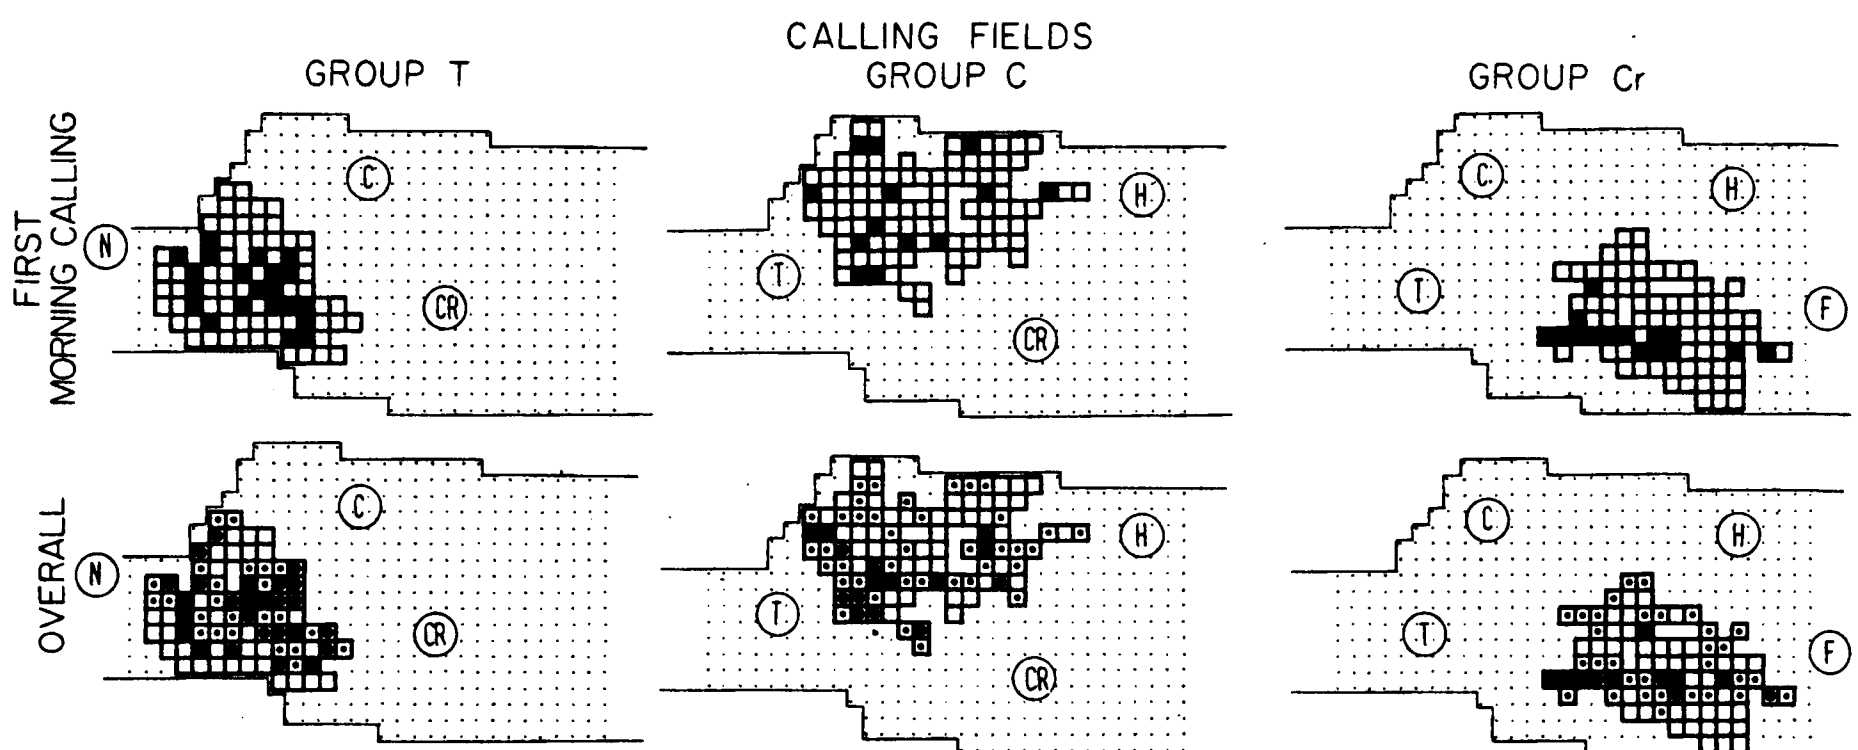 CALLING FIELDS
GROUP T
GROUP C
GROUP Cr
FIRST
MORNING CALLING
N
C
CR
T
H
CR
C
H
T
F
OVERALL
N
C
CR
T
H
CR
C
H
T
F